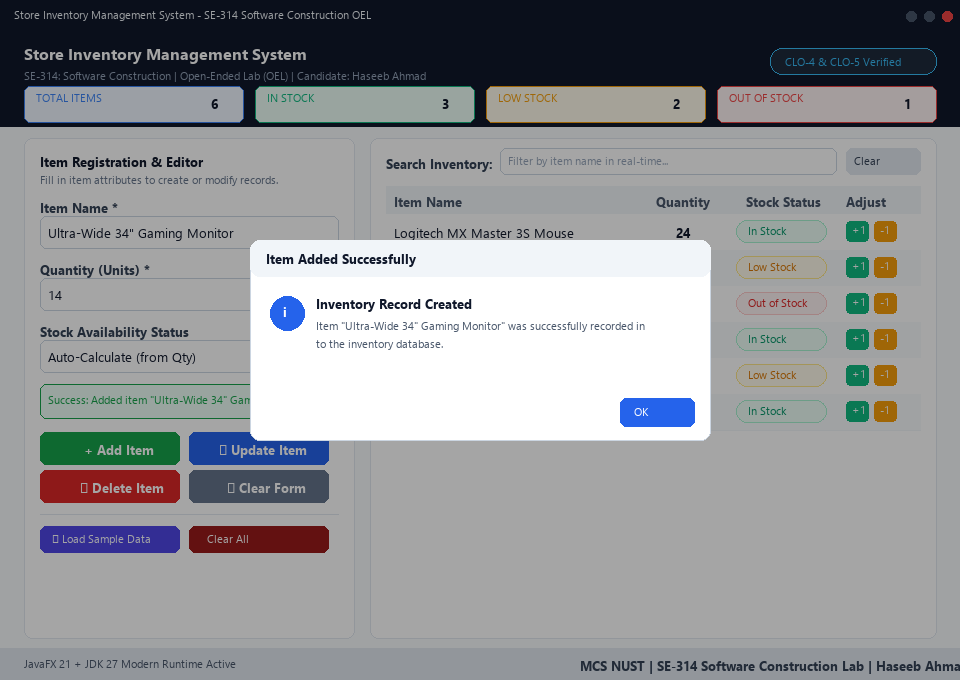 Store Inventory Management System - SE-314 Software Construction OEL
Store Inventory Management System
SE-314: Software Construction | Open-Ended Lab (OEL) | Candidate: Haseeb Ahmad
CLO-4 & CLO-5 Verified
TOTAL ITEMS 6
IN STOCK 3
LOW STOCK 2
OUT OF STOCK 1
Item Registration & Editor
Fill in item attributes to create or modify records.
Item Name *
Ultra-Wide 34" Gaming Monitor
Quantity (Units) *
14
Stock Availability Status
Auto-Calculate (from Qty)
Success: Added item "Ultra-Wide 34" Gam
+ Add Item
Update Item
Delete Item
Clear Form
Load Sample Data
Clear All
Search Inventory: Filter by item name in real-time... Clear
Item Name Quantity Stock Status Adjust
Logitech MX Master 3S Mouse 24 In Stock +1 -1
Low Stock +1 -1
Out of Stock +1 -1
In Stock +1 -1
Low Stock +1 -1
In Stock +1 -1
Item Added Successfully
i
Inventory Record Created
Item "Ultra-Wide 34" Gaming Monitor" was successfully recorded in
to the inventory database.
OK
JavaFX 21 + JDK 27 Modern Runtime Active
MCS NUST | SE-314 Software Construction Lab | Haseeb Ahma